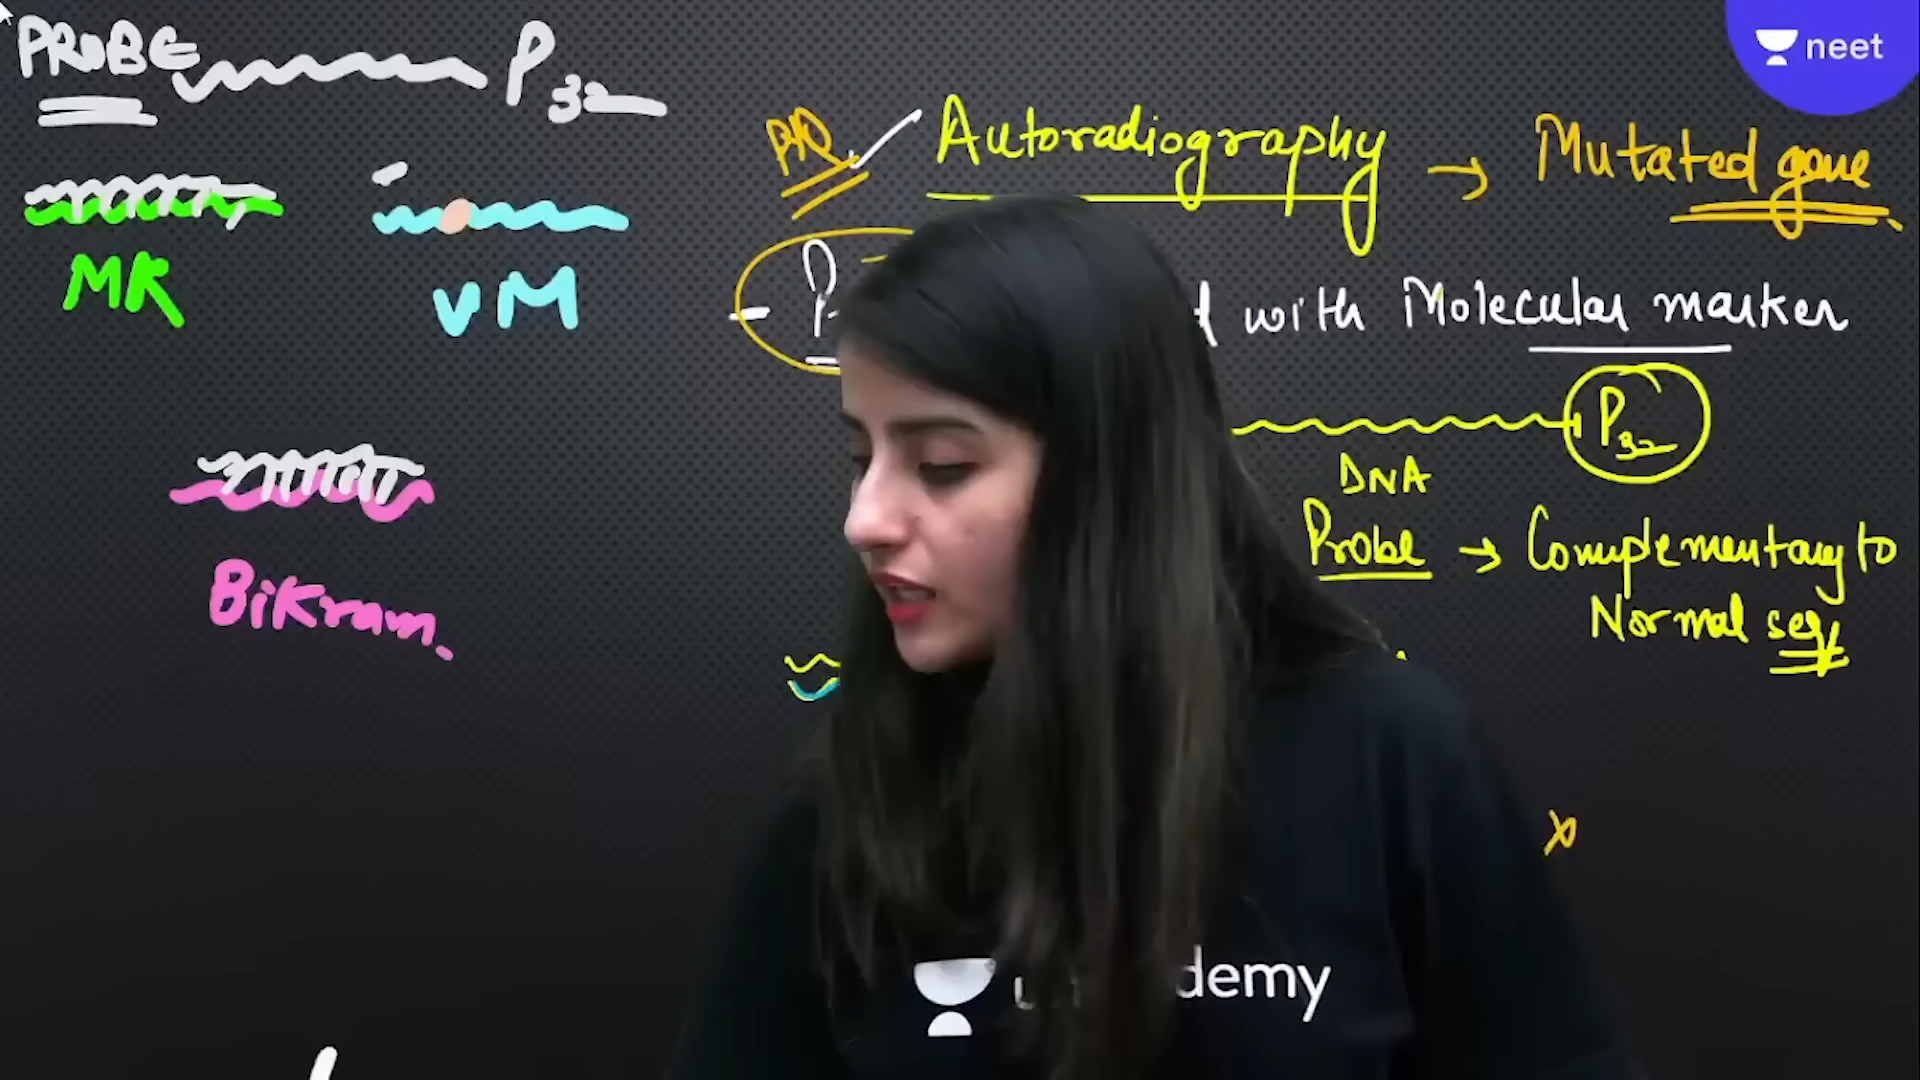 PROBE P32
neet
Autoradiography → Mutated gene
MK
VM
with Molecular marker
P32
DNA
Probe → Complementary to
Normal seq
Bikram
demy